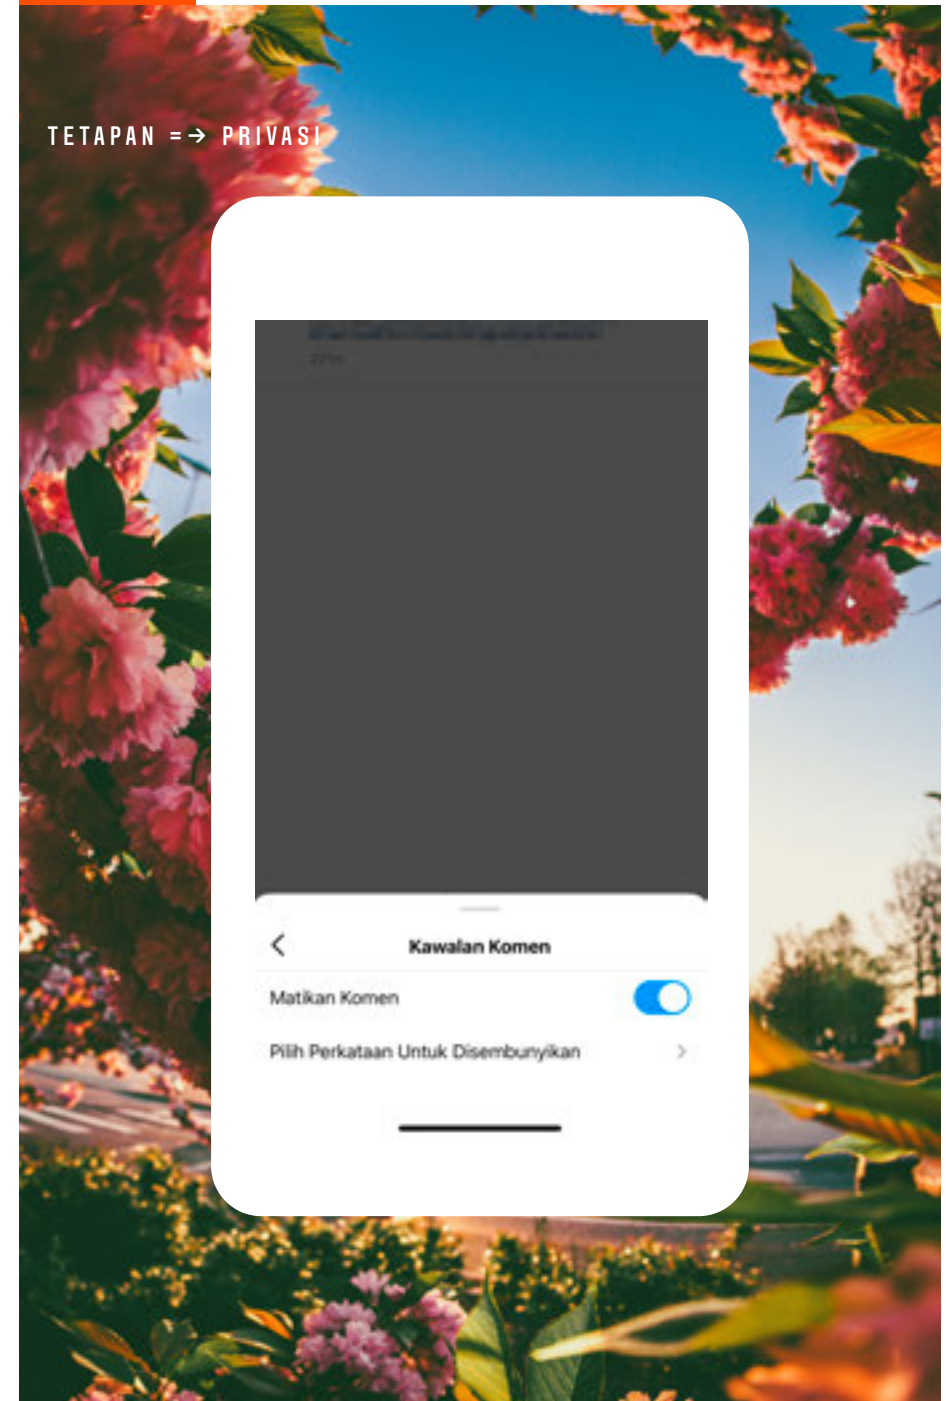 TETAPAN =→ PRIVASI
Kawalan Komen
Matikan Komen
Pilih Perkataan Untuk Disembunyikan